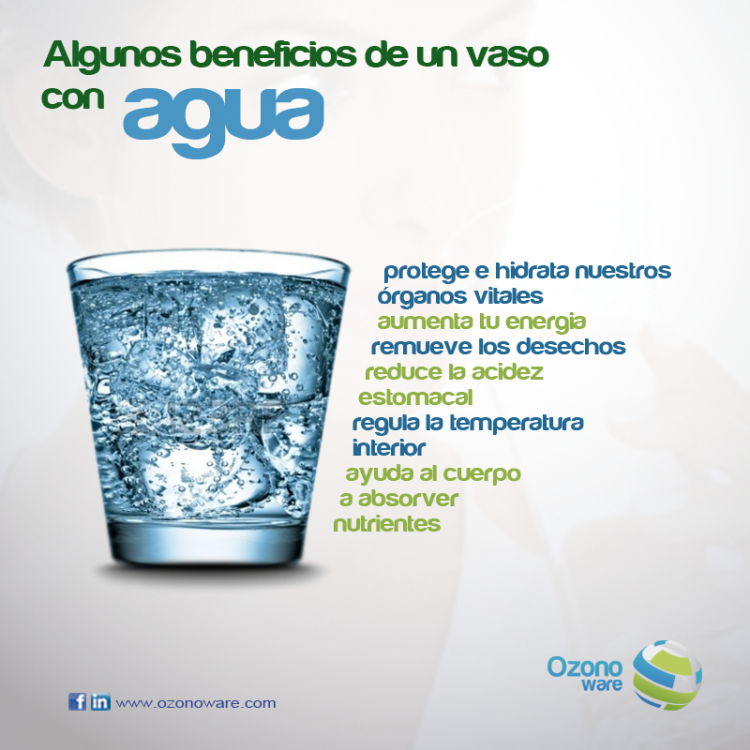 Algunos beneficios de un vaso
con agua
protege e hidrata nuestros
órganos vitales
aumenta tu energia
remueve los desechos
reduce la acidez
estomacal
regula la temperatura
interior
ayuda al cuerpo
a absorver
nutrientes
Ozono
ware
f in www.ozonoware.com